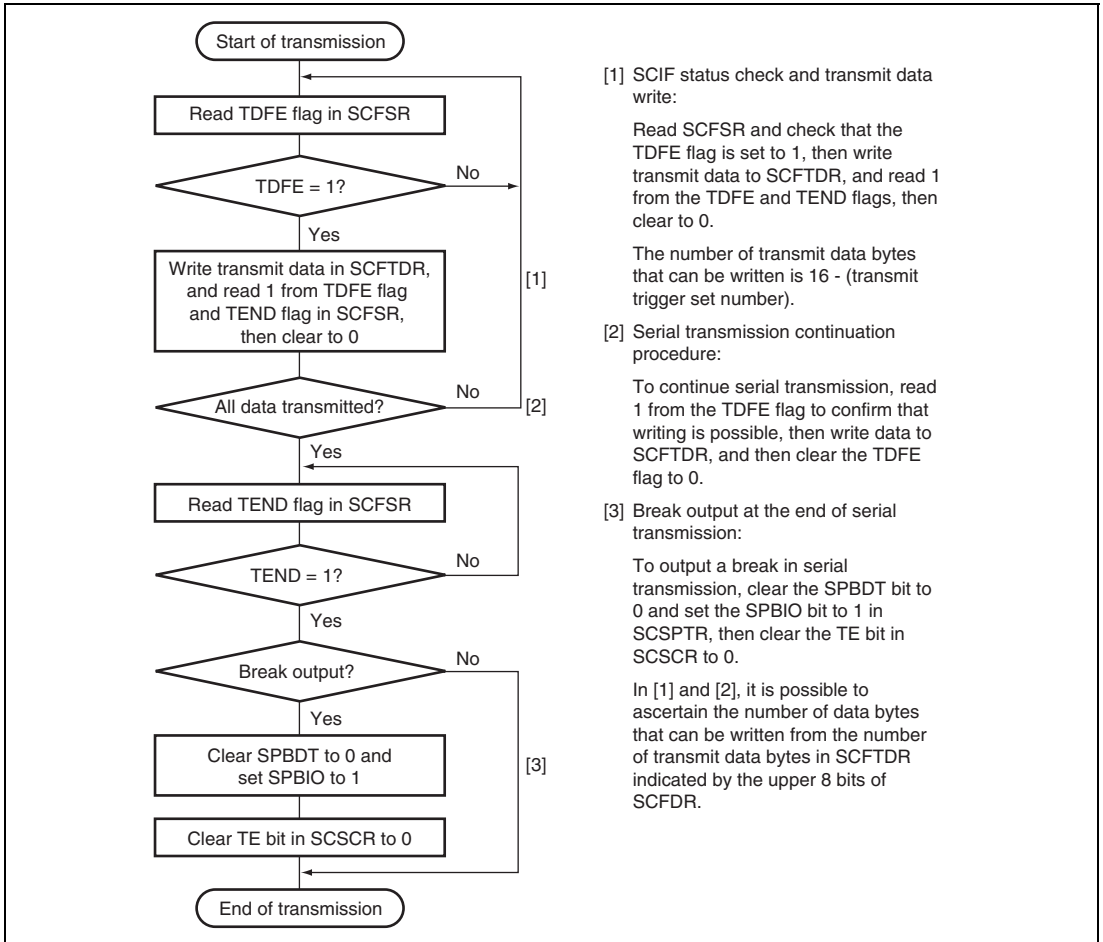 Start of transmission
Read TDFE flag in SCFSR
No
TDFE = 1?
Yes
Write transmit data in SCFTDR,
and read 1 from TDFE flag
and TEND flag in SCFSR,
then clear to 0
[1]
No
All data transmitted?
[2]
Yes
Read TEND flag in SCFSR
No
TEND = 1?
Yes
No
Break output?
Yes
Clear SPBDT to 0 and
set SPBIO to 1
[3]
Clear TE bit in SCSCR to 0
End of transmission
[1] SCIF status check and transmit data
write:
Read SCFSR and check that the
TDFE flag is set to 1, then write
transmit data to SCFTDR, and read 1
from the TDFE and TEND flags, then
clear to 0.
The number of transmit data bytes
that can be written is 16 - (transmit
trigger set number).
[2] Serial transmission continuation
procedure:
To continue serial transmission, read
1 from the TDFE flag to confirm that
writing is possible, then write data to
SCFTDR, and then clear the TDFE
flag to 0.
[3] Break output at the end of serial
transmission:
To output a break in serial
transmission, clear the SPBDT bit to
0 and set the SPBIO bit to 1 in
SCSPTR, then clear the TE bit in
SCSCR to 0.
In [1] and [2], it is possible to
ascertain the number of data bytes
that can be written from the number
of transmit data bytes in SCFTDR
indicated by the upper 8 bits of
SCFDR.